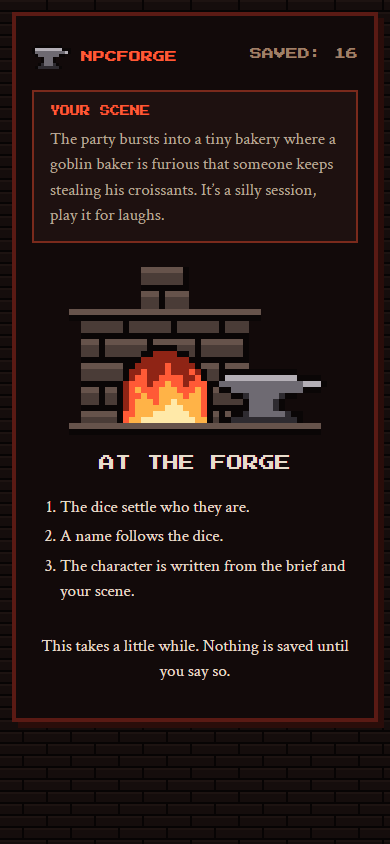 NPCFORGE
SAVED: 16
YOUR SCENE
The party bursts into a tiny bakery where a
goblin baker is furious that someone keeps
stealing his croissants. It’s a silly session,
play it for laughs.
AT THE FORGE
1. The dice settle who they are.
2. A name follows the dice.
3. The character is written from the brief and
your scene.
This takes a little while. Nothing is saved until
you say so.